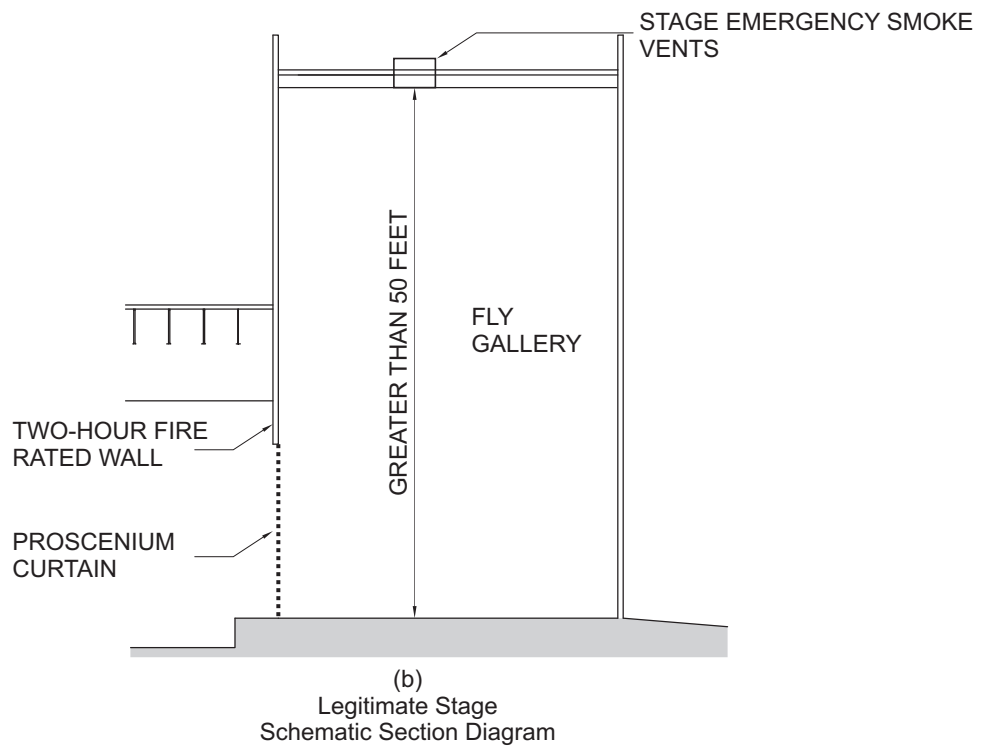 STAGE EMERGENCY SMOKE
VENTS
GREATER THAN 50 FEET
FLY
GALLERY
TWO-HOUR FIRE
RATED WALL
PROSCENIUM
CURTAIN
(b)
Legitimate Stage
Schematic Section Diagram